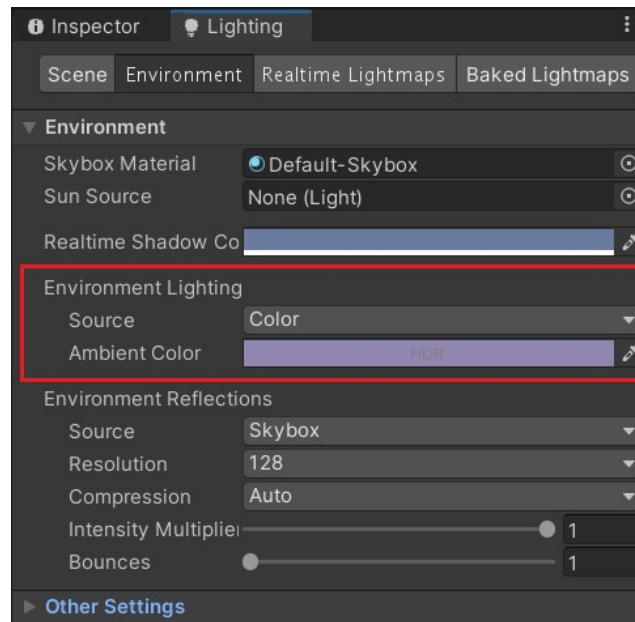 Inspector Lighting
Scene Environment Realtime Lightmaps Baked Lightmaps
Environment
Skybox Material Default-Skybox
Sun Source None (Light)
Realtime Shadow Co
Environment Lighting
Source Color
Ambient Color HDR
Environment Reflections
Source Skybox
Resolution 128
Compression Auto
Intensity Multiplier 1
Bounces 1
Other Settings